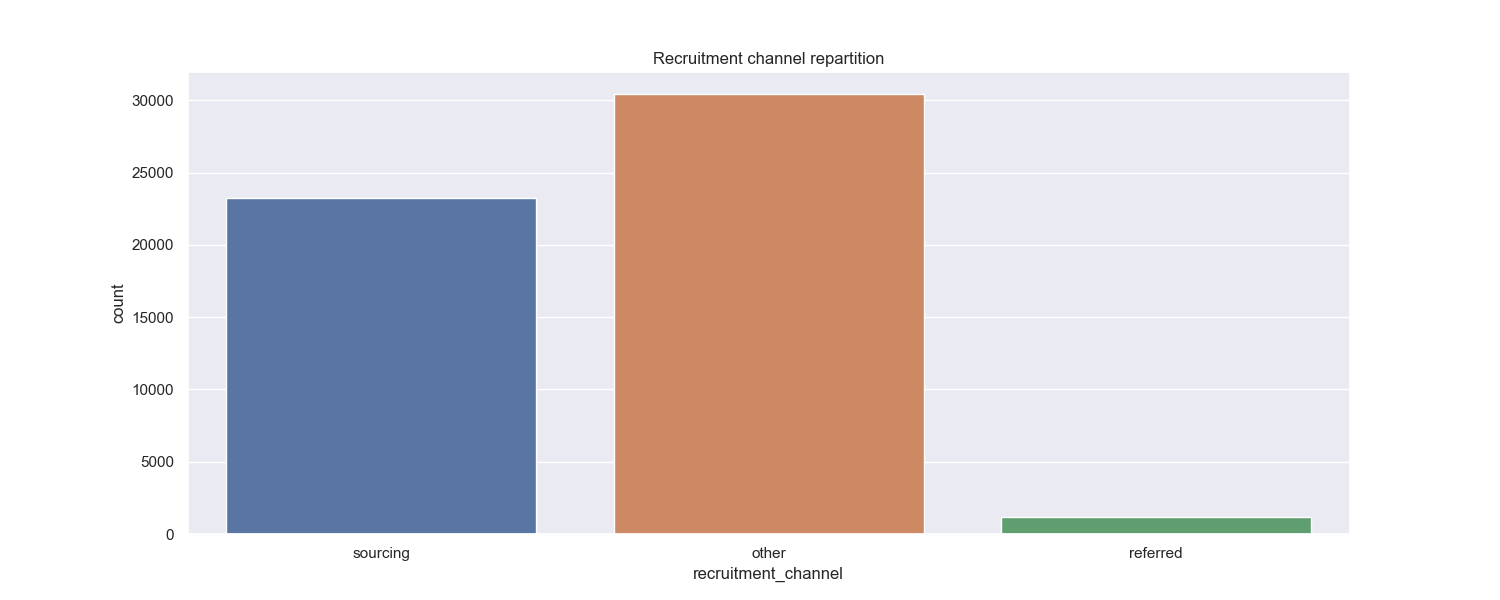 Recruitment channel repartition
30000
25000
20000
15000
10000
5000
0
count
sourcing other referred
recruitment_channel